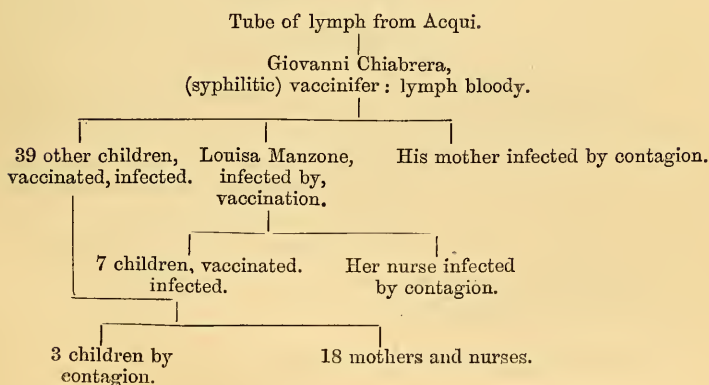 Tube of lymph from Acqui.
Giovanni Chiabrera,
(syphilitic) vaccinifer : lymph bloody.
39 other children,
vaccinated, infected.
Louisa Manzone,
infected by,
vaccination.
His mother infected by contagion.
7 children, vaccinated.
infected.
Her nurse infected
by contagion.
3 children by
contagion.
18 mothers and nurses.